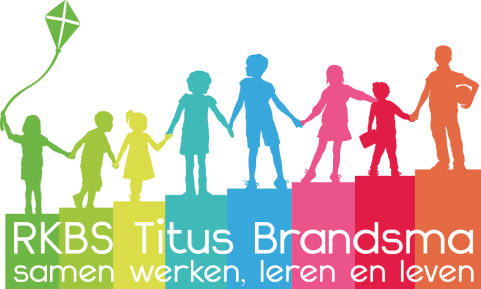 RKBS Titus Brandsma
samen werken, leren en leven